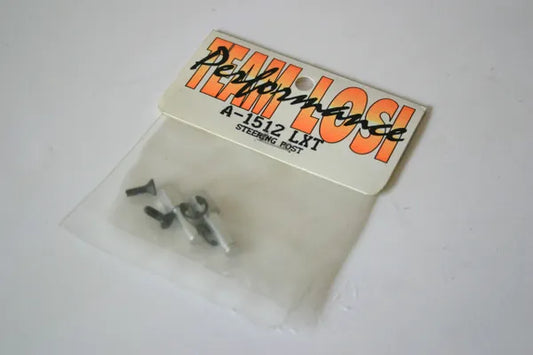 TEAM LOSI
Performance
A-1512 LXT
STEERING POST